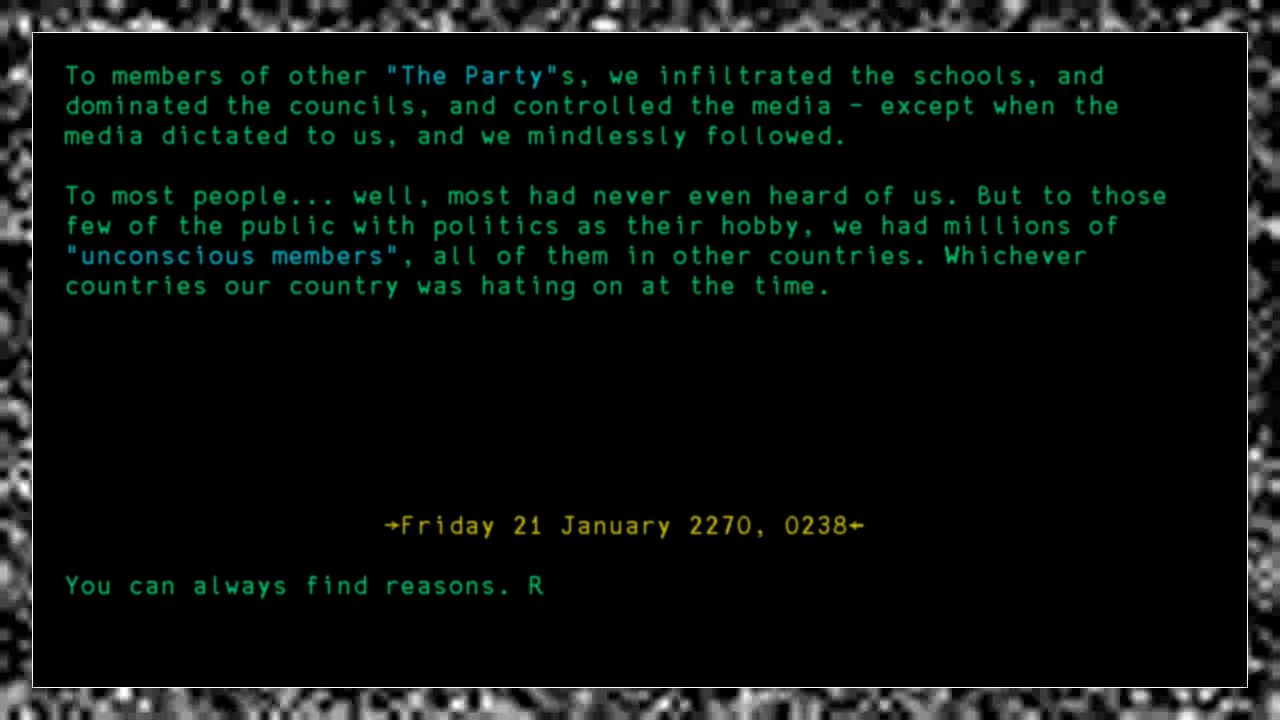 To members of other "The Party"s, we infiltrated the schools, and
dominated the councils, and controlled the media – except when the
media dictated to us, and we mindlessly followed.
To most people... well, most had never even heard of us. But to those
few of the public with politics as their hobby, we had millions of
"unconscious members", all of them in other countries. Whichever
countries our country was hating on at the time.
→Friday 21 January 2270, 0238←
You can always find reasons. R